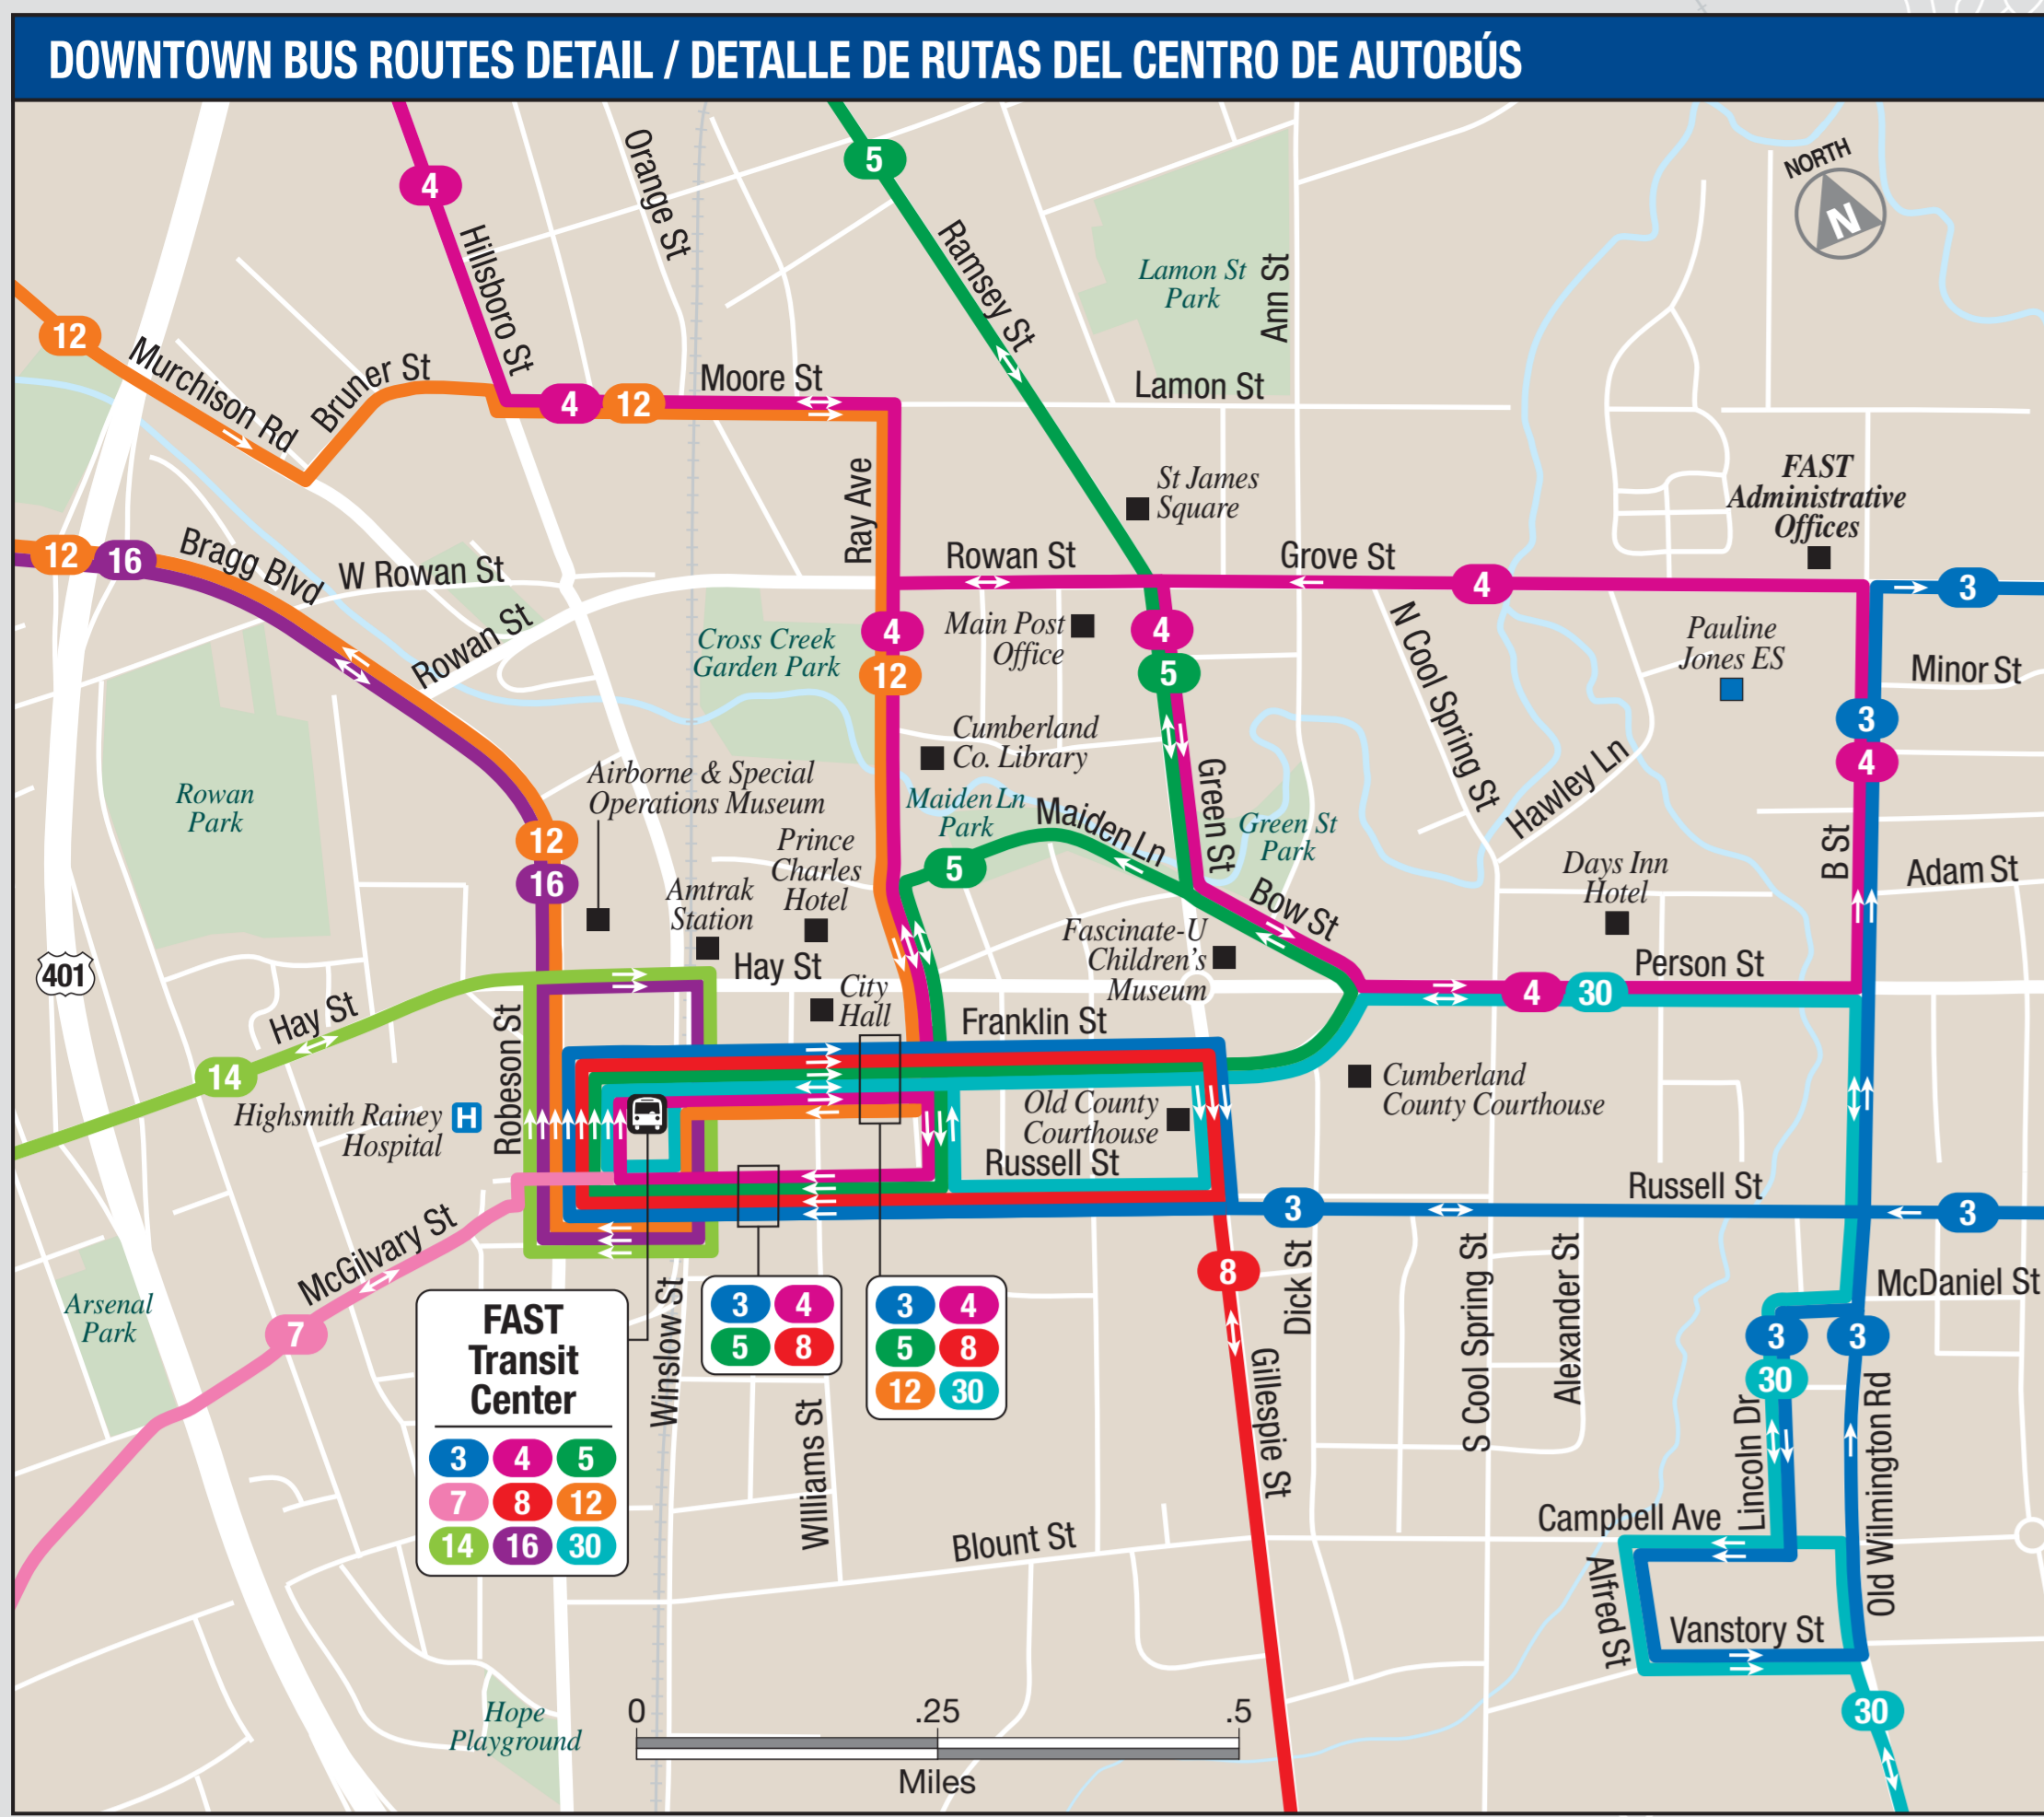 DOWNTOWN BUS ROUTES DETAIL / DETALLE DE RUTAS DEL CENTRO DE AUTOBÚS
NORTH
N
5
4
Orange St
Hillsboro St
Ramsey St
Lamon St
Park
Ann St
12
Murchison Rd
Bruner St
Moore St
4
12
Lamon St
St James
Square
FAST
Administrative
Offices
Ray Ave
12
16
Bragg Blvd
W Rowan St
Rowan St
Rowan St
Grove St
4
3
Cross Creek
Garden Park
4
12
Main Post
Office
4
5
N Cool Spring St
Pauline
Jones ES
Minor St
3
4
Cumberland
Co. Library
Hawley Ln
Rowan
Park
Airborne & Special
Operations Museum
Maiden Ln
Park
Maiden Ln
Green St
Green St
Park
12
16
Prince
Charles
Hotel
5
B St
Adam St
Days Inn
Hotel
Amtrak
Station
Bow St
Fascinate-U
Children's
Museum
401
Hay St
Hay St
City
Hall
Person St
4
30
Robeson St
Franklin St
14
Highsmith Rainey
Hospital
H
Old County
Courthouse
Cumberland
County Courthouse
Russell St
Russell St
3
3
McGilvary St
7
8
Dick St
S Cool Spring St
Alexander St
McDaniel St
Arsenal
Park
FAST
Transit
Center
3 4 5
7 8 12
14 16 30
Winslow St
3 4
5 8
3 4
5 8
12 30
Williams St
Gillespie St
3
3
30
Lincoln Dr
Old Wilmington Rd
Blount St
Campbell Ave
Alfred St
Vanstory St
30
Hope
Playground
0 .25 .5
Miles